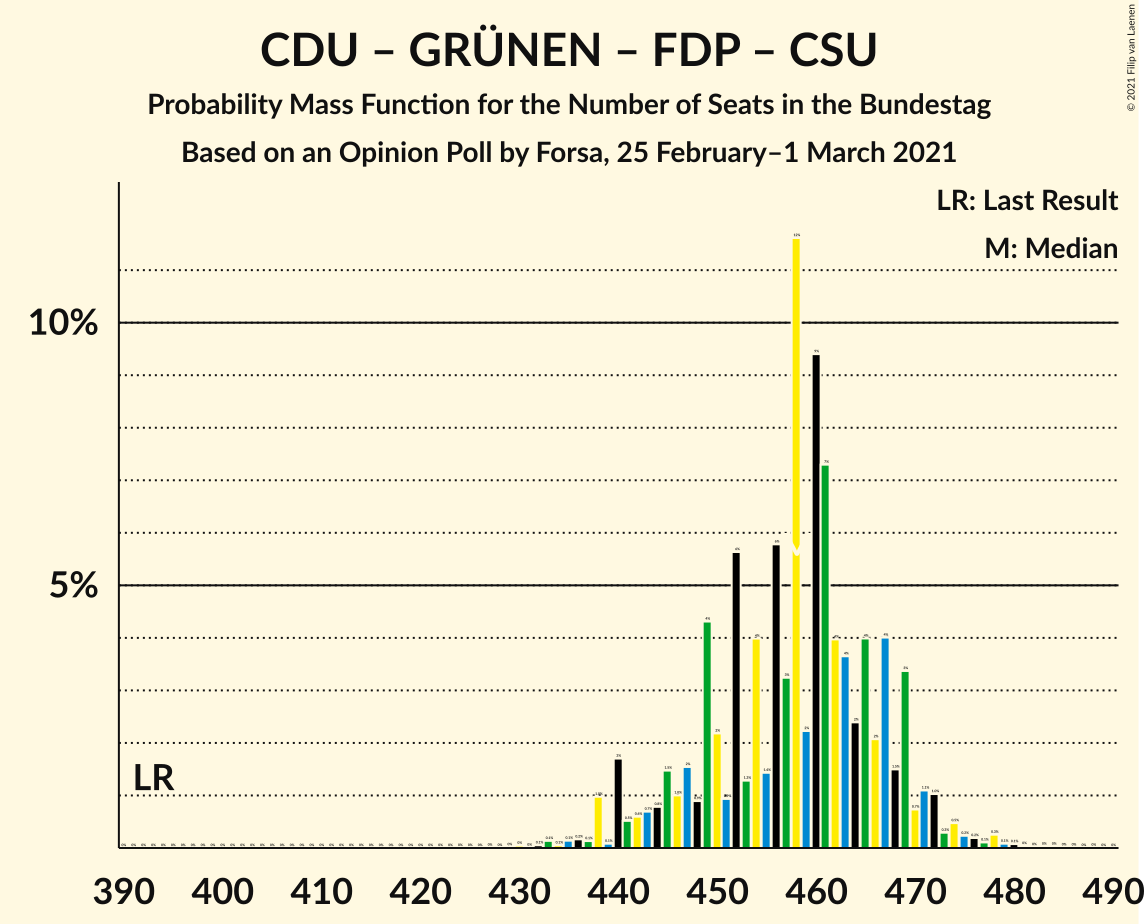 CDU – GRÜNEN – FDP – CSU
Probability Mass Function for the Number of Seats in the Bundestag
Based on an Opinion Poll by Forsa, 25 February–1 March 2021
© 2021 Filip van Laenen
LR: Last Result
M: Median
10%
5%
LR
M
390 400 410 420 430 440 450 460 470 480 490